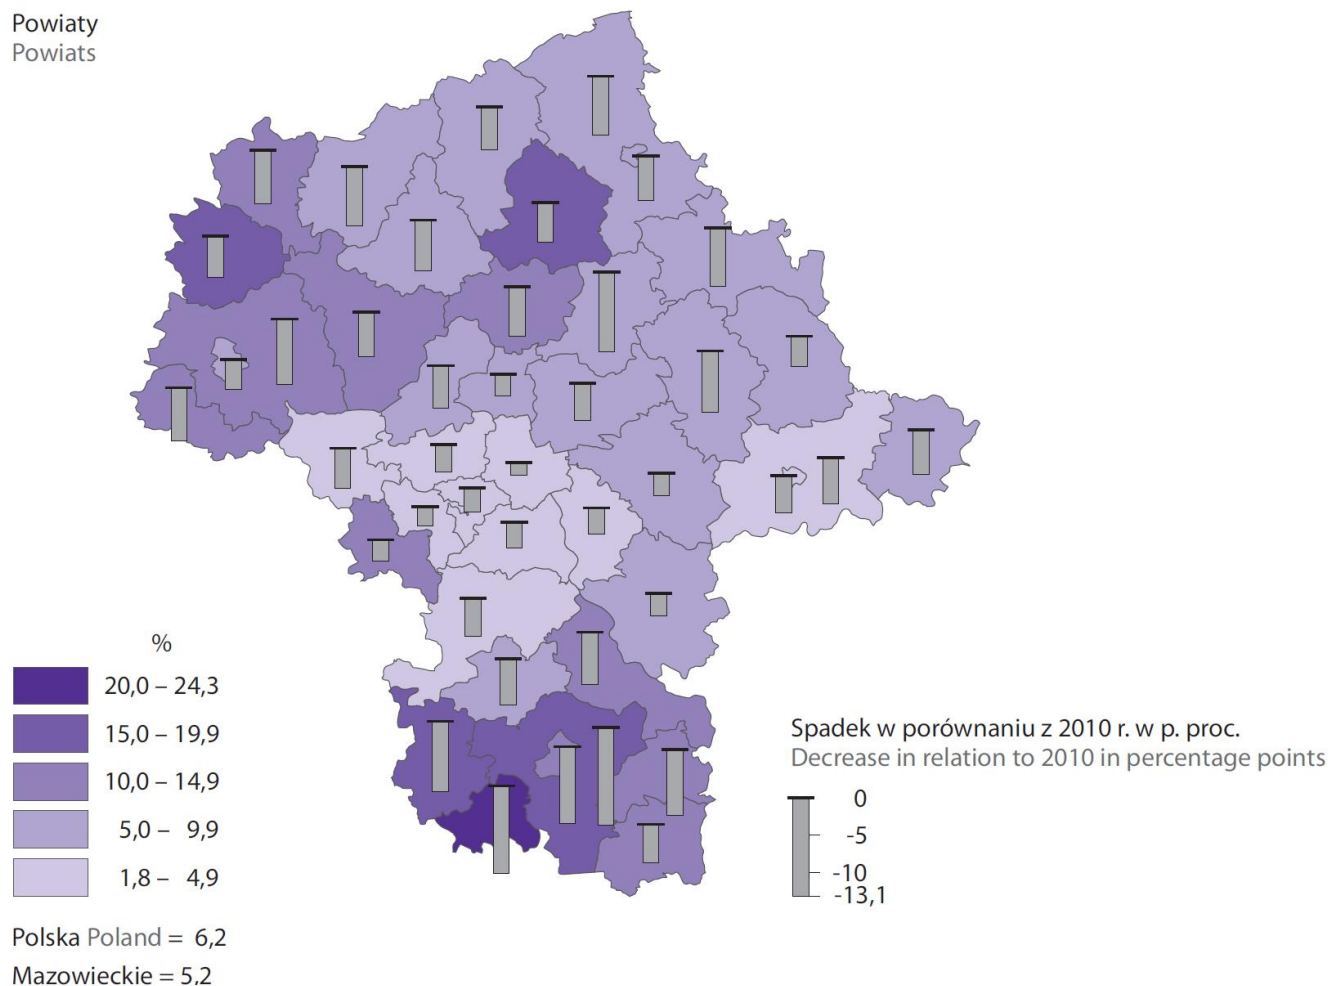 Powiaty
Powiats
%
20,0 – 24,3
15,0 – 19,9
10,0 – 14,9
5,0 – 9,9
1,8 – 4,9
Polska Poland = 6,2
Mazowieckie = 5,2
Spadek w porównaniu z 2010 r. w p. proc.
Decrease in relation to 2010 in percentage points
0
-5
-10
-13,1